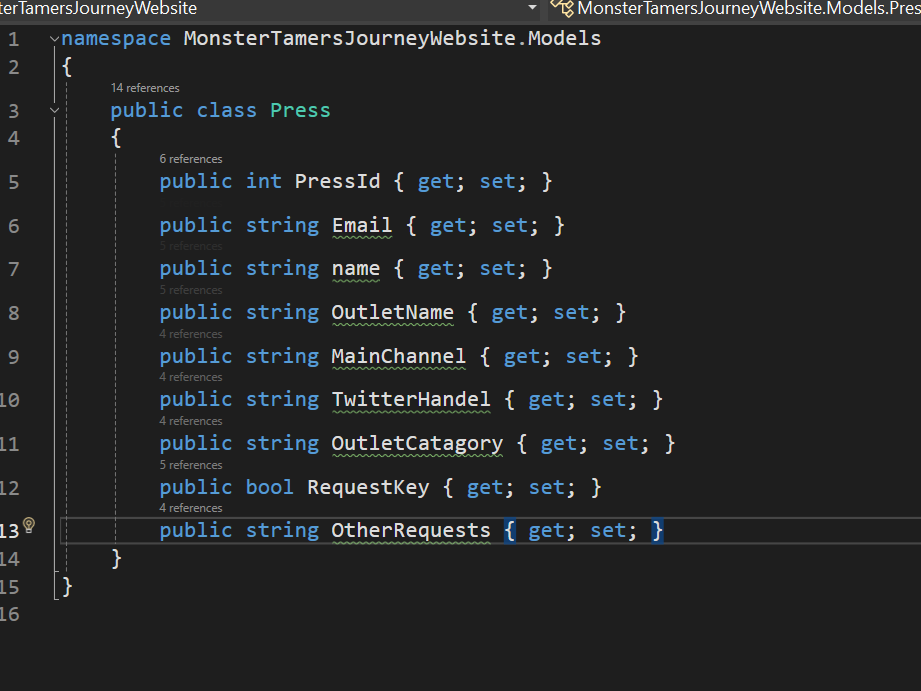 terTamersJourneyWebsite MonsterTamersJourneyWebsite.Models.Pres
1 namespace MonsterTamersJourneyWebsite.Models
2 {
14 references
3 public class Press
4 {
6 references
5 public int PressId { get; set; }
6 public string Email { get; set; }
5 references
7 public string name { get; set; }
5 references
8 public string OutletName { get; set; }
4 references
9 public string MainChannel { get; set; }
4 references
10 public string TwitterHandel { get; set; }
4 references
11 public string OutletCatagory { get; set; }
5 references
12 public bool RequestKey { get; set; }
4 references
13 public string OtherRequests { get; set; }
14 }
15 }
16